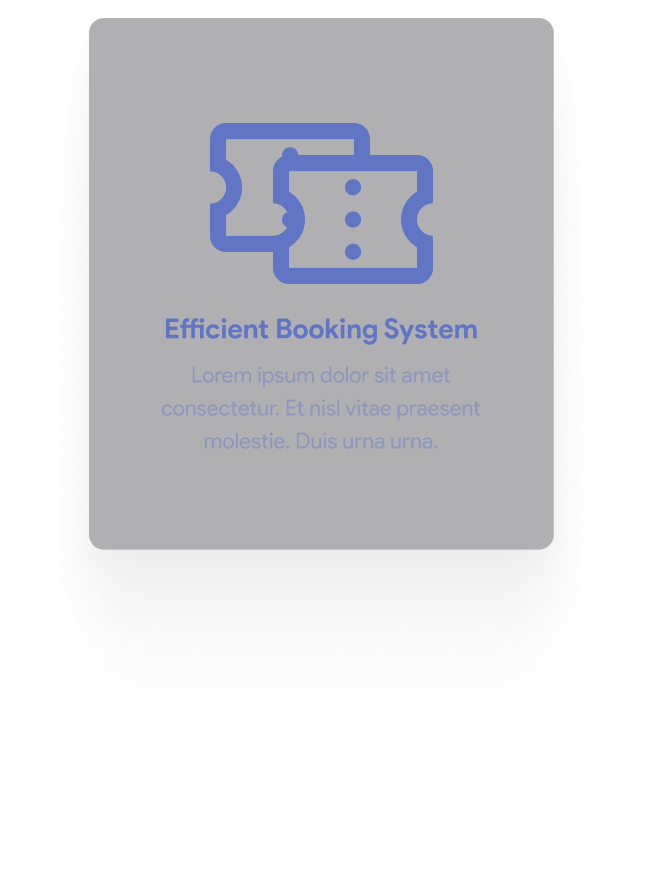 Efficient Booking System
Lorem ipsum dolor sit amet
consectetur. Et nisl vitae praesent
molestie. Duis urna urna.